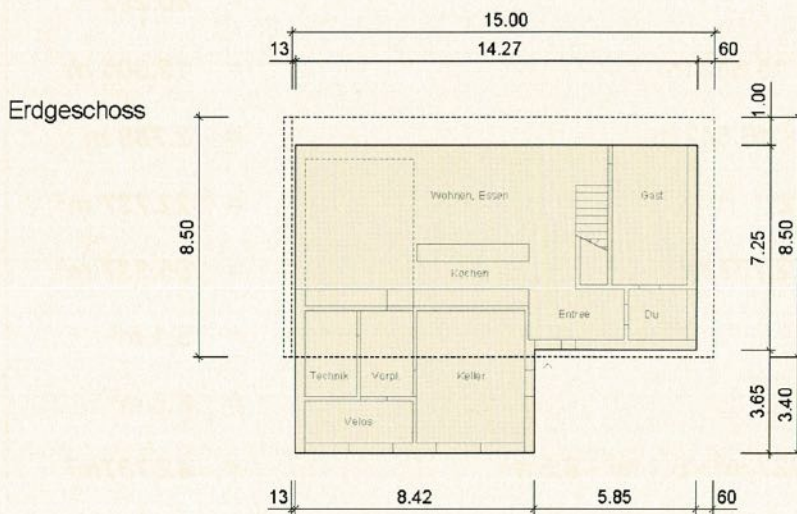 15.00
13 14.27 60
Erdgeschoss
1.00
8.50
7.25
8.50
Wohnen, Essen
Gast
Kochen
Entree
Du
Technik
Vorpl.
Keller
Velos
3.65
3.40
13 8.42 5.85 60